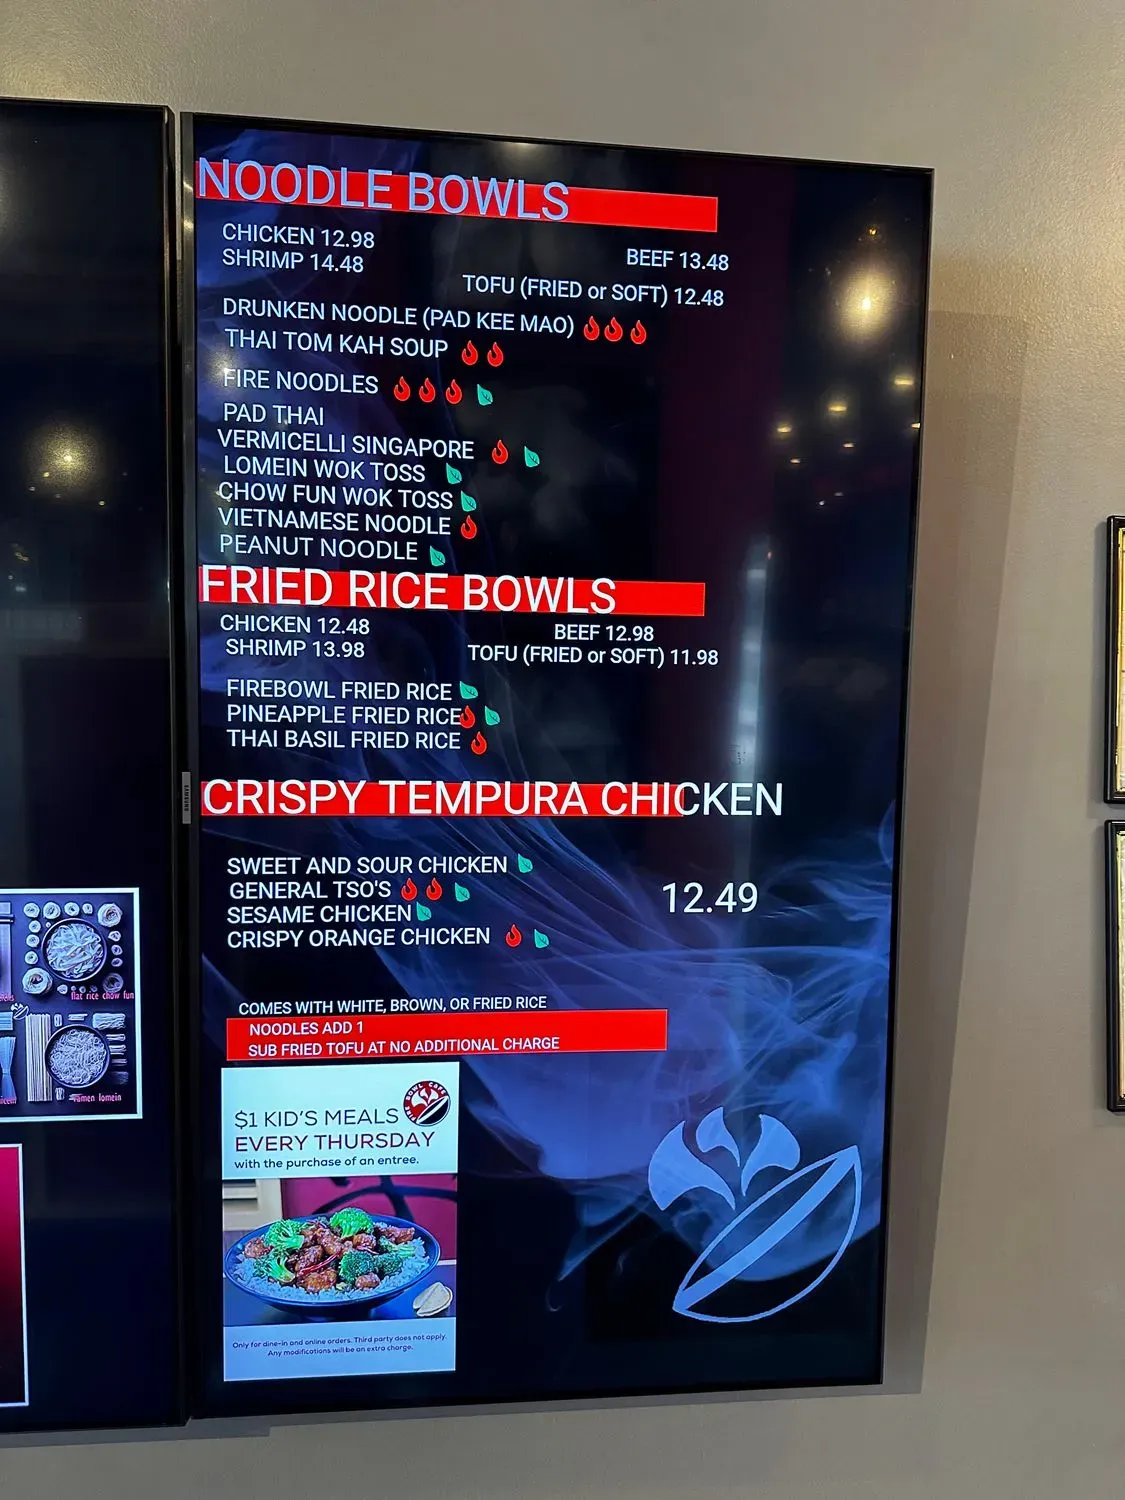 NOODLE BOWLS
CHICKEN 12.98
BEEF 13.48
SHRIMP 14.48
TOFU (FRIED or SOFT) 12.48
DRUNKEN NOODLE (PAD KEE MAO)
THAI TOM KAH SOUP
FIRE NOODLES
PAD THAI
VERMICELLI SINGAPORE
LOMEIN WOK TOSS
CHOW FUN WOK TOSS
VIETNAMESE NOODLE
PEANUT NOODLE
FRIED RICE BOWLS
CHICKEN 12.48
BEEF 12.98
SHRIMP 13.98
TOFU (FRIED or SOFT) 11.98
FIREBOWL FRIED RICE
PINEAPPLE FRIED RICE
THAI BASIL FRIED RICE
CRISPY TEMPURA CHICKEN
SWEET AND SOUR CHICKEN
GENERAL TSO'S
12.49
SESAME CHICKEN
CRISPY ORANGE CHICKEN
COMES WITH WHITE, BROWN, OR FRIED RICE
NOODLES ADD 1
SUB FRIED TOFU AT NO ADDITIONAL CHARGE
$1 KID'S MEALS
EVERY THURSDAY
with the purchase of an entree.
Only for dine-in and online orders. Third party does not apply.
Any modifications will be an extra charge.
flat rice chow fun
ramen lomein
SAMSUNG